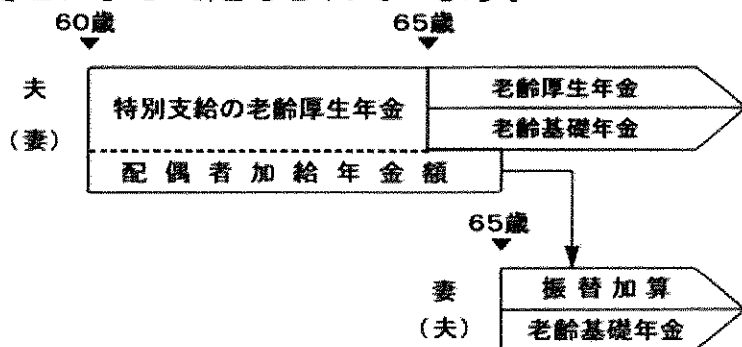 60歳 65歳
夫
(妻)
特別支給の老齢厚生年金
老齢厚生年金
老齢基礎年金
配偶者加給年金額
65歳
妻
(夫)
振替加算
老齢基礎年金